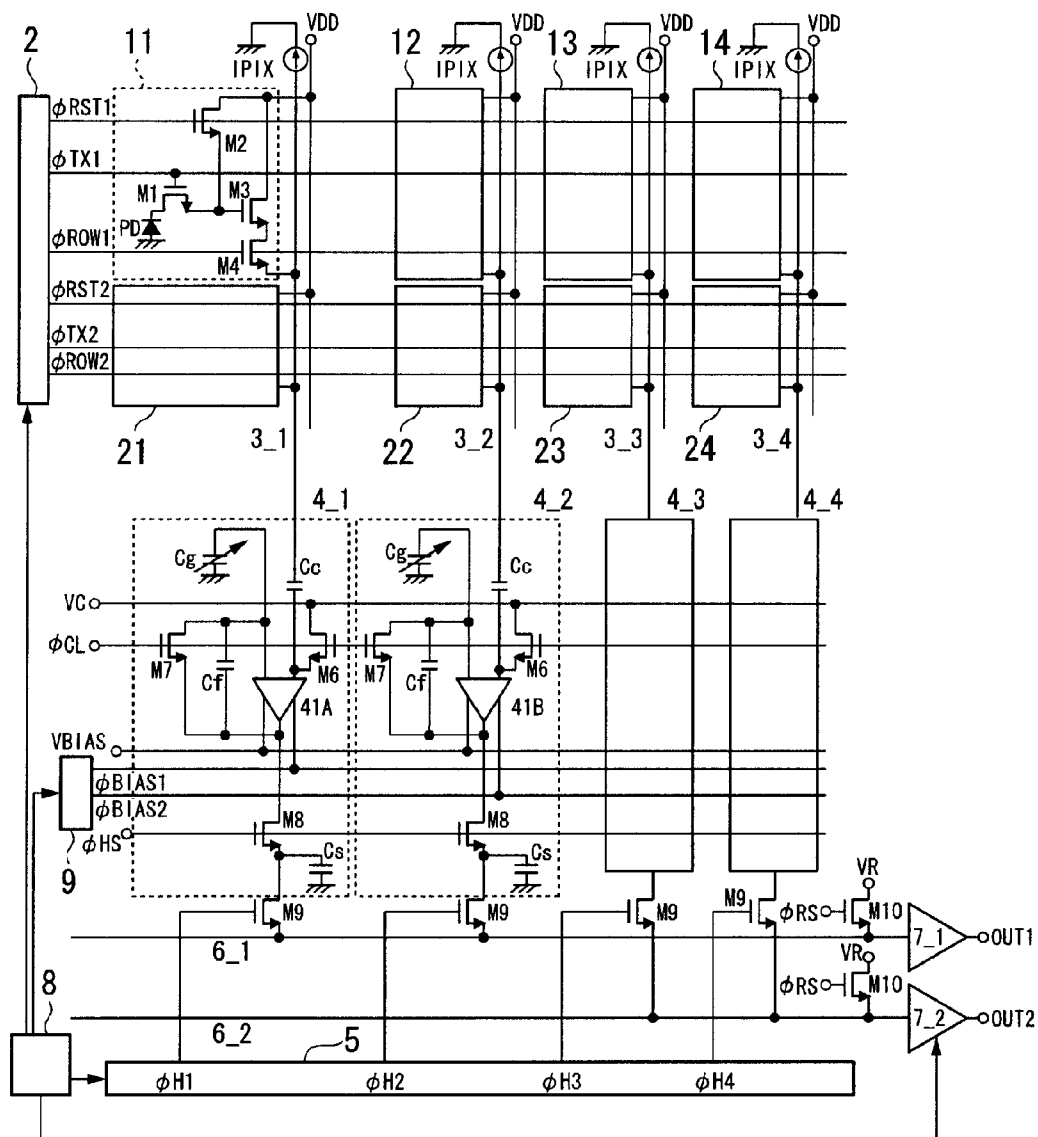 2
11
VDD
IPIX
12
VDD
IPIX
13
VDD
IPIX
14
VDD
IPIX
φRST1
M2
φTX1
M1
M3
PD
φROW1
M4
φRST2
φTX2
φROW2
21
3_1
22
3_2
23
3_3
24
3_4
4_1
4_2
4_3
4_4
Cg
Cc
Cg
Cc
VC
φCL
M7
Cf
M6
41A
M7
Cf
M6
41B
VBIAS
φBIAS1
φBIAS2
φHS
9
M8
Cs
M8
Cs
M9
M9
M9
M9
VR
φRS
M10
7_1
OUT1
6_1
VR
φRS
M10
7_2
OUT2
6_2
8
5
φH1
φH2
φH3
φH4